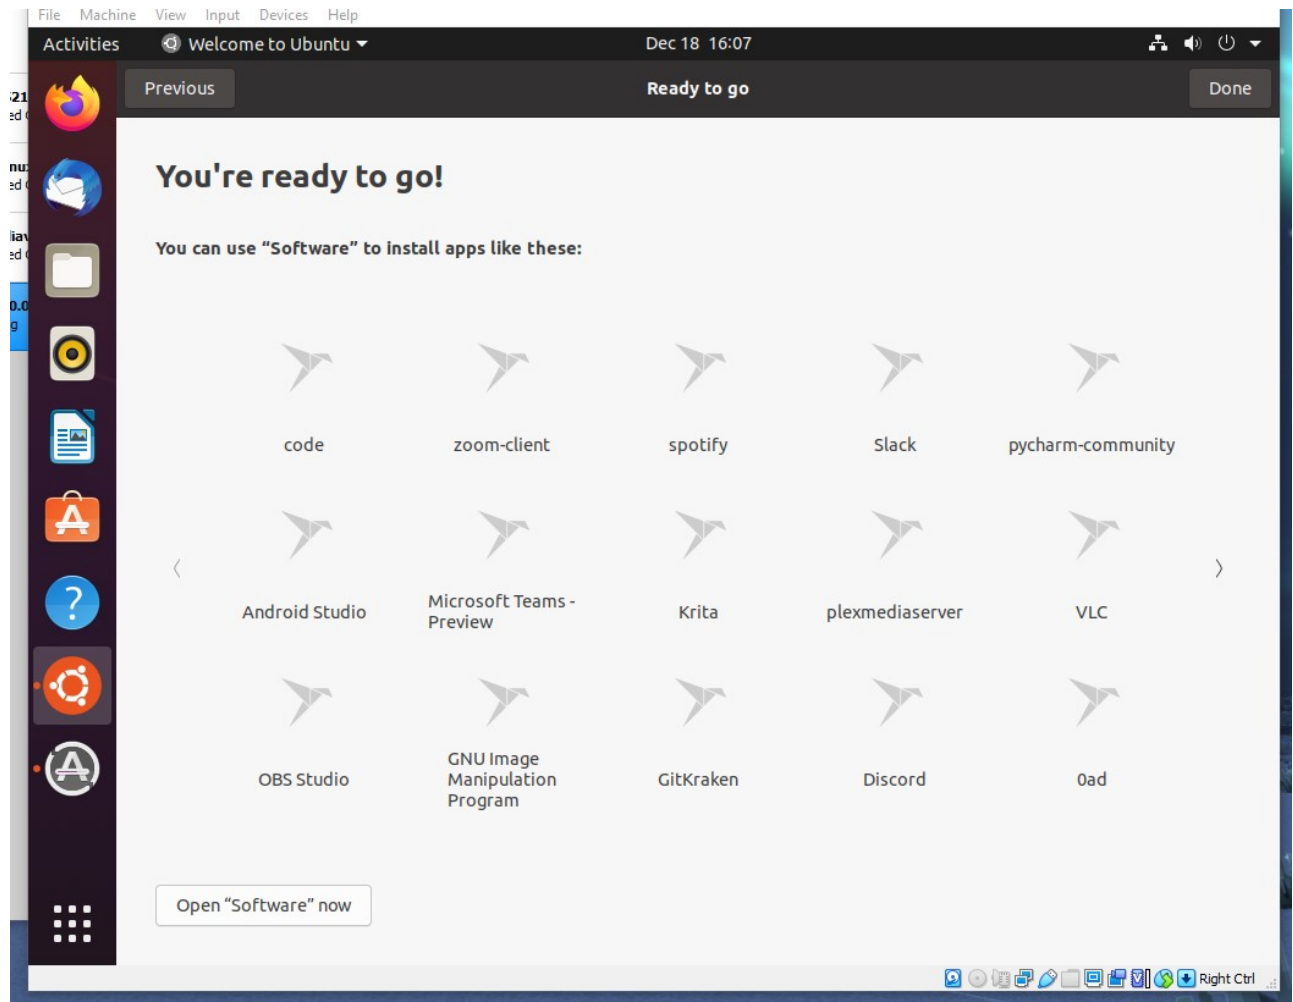 File Machine View Input Devices Help
Activities Welcome to Ubuntu Dec 18 16:07
Previous Ready to go Done
You're ready to go!
You can use “Software” to install apps like these:
code zoom-client spotify Slack pycharm-community
Android Studio Microsoft Teams - Preview Krita plexmediaserver VLC
OBS Studio GNU Image Manipulation Program GitKraken Discord 0ad
Open “Software” now
Right Ctrl